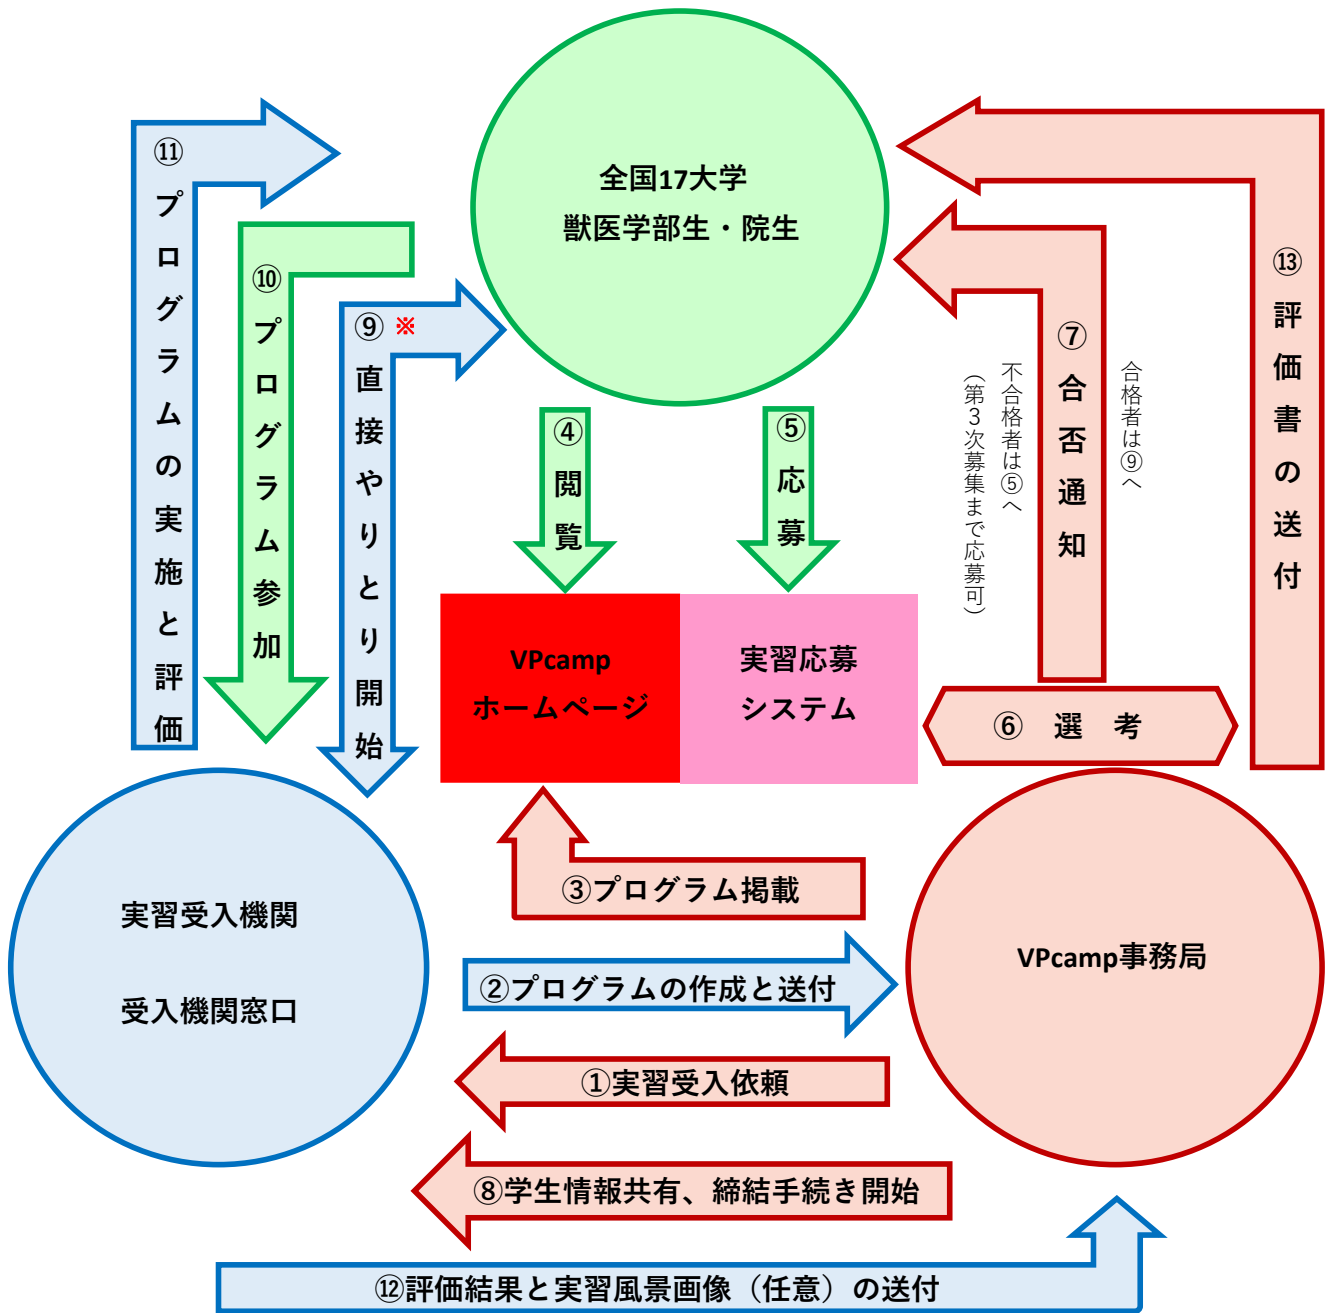 全国17大学
獣医学部生・院生
⑪プログラムの実施と評価
⑩プログラム参加
⑨※直接やりとり開始
④閲覧
⑤応募
(第3次募集まで応募可)
不合格者は⑤へ
⑦合否通知
合格者は⑨へ
⑬評価書の送付
VPcamp
ホームページ
実習応募
システム
⑥ 選 考
③プログラム掲載
実習受入機関
受入機関窓口
②プログラムの作成と送付
VPcamp事務局
①実習受入依頼
⑧学生情報共有、締結手続き開始
⑫評価結果と実習風景画像（任意）の送付